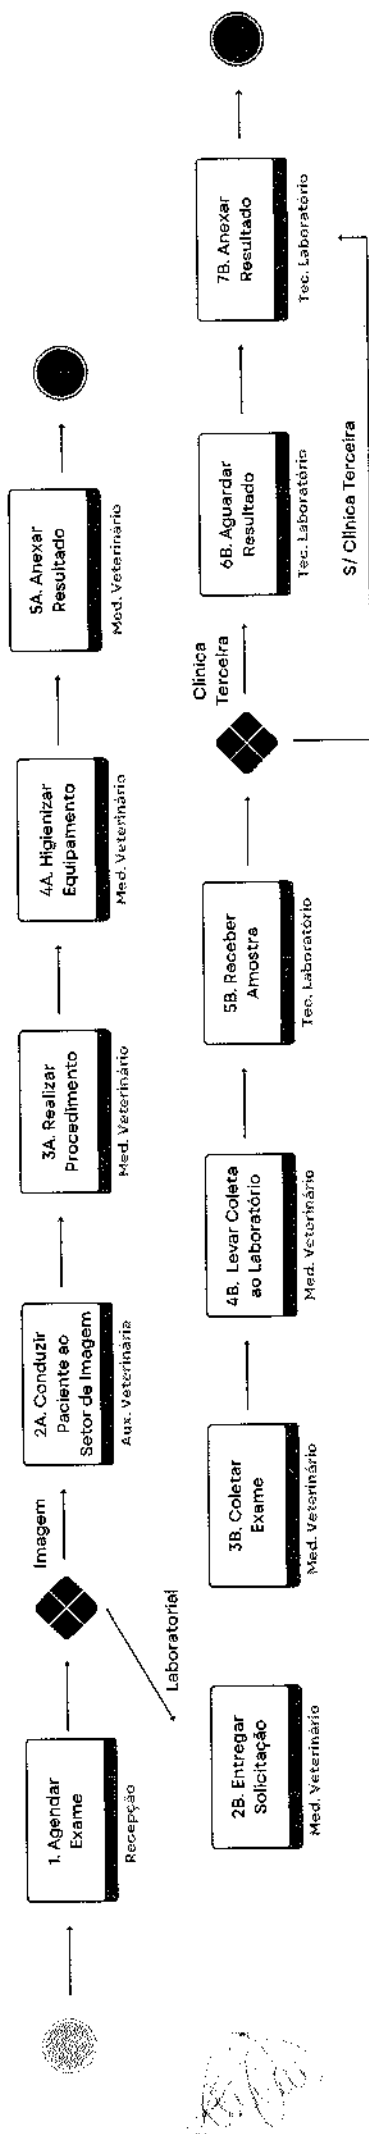 1. Agendar
Exame
Recepção
Imagem
Laboratorial
2A. Conduzir
Paciente ao
Setor de Imagem
Aux. Veterinária
3A. Realizar
Procedimento
Med. Veterinário
4A. Higienizar
Equipamento
Med. Veterinário
5A. Anexar
Resultado
Med. Veterinário
2B. Entregar
Solicitação
Med. Veterinário
3B. Coletar
Exame
Med. Veterinário
4B. Levar Coleta
ao Laboratório
Med. Veterinário
5B. Receber
Amostra
Tec. Laboratório
Clinica
Terceira
6B. Aguardar
Resultado
Tec. Laboratório
S/ Clinica Terceira
7B. Anexar
Resultado
Tec. Laboratório